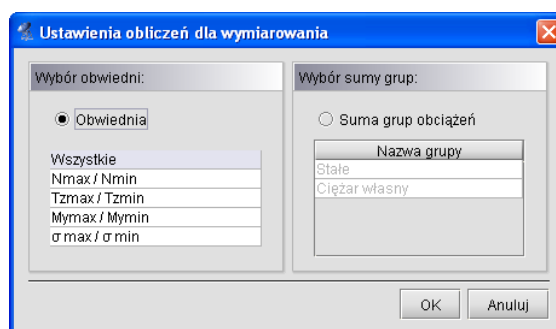 Ustawienia obliczeń dla wymiarowania
Wybór obwiedni:
Obwiednia
Wszystkie
Nmax / Nmin
Tzmax / Tzmin
Mymax / Mymin
σ max / σ min
Wybór sumy grup:
Suma grup obciążeń
Nazwa grupy
Stałe
Ciężar własny
OK
Anuluj